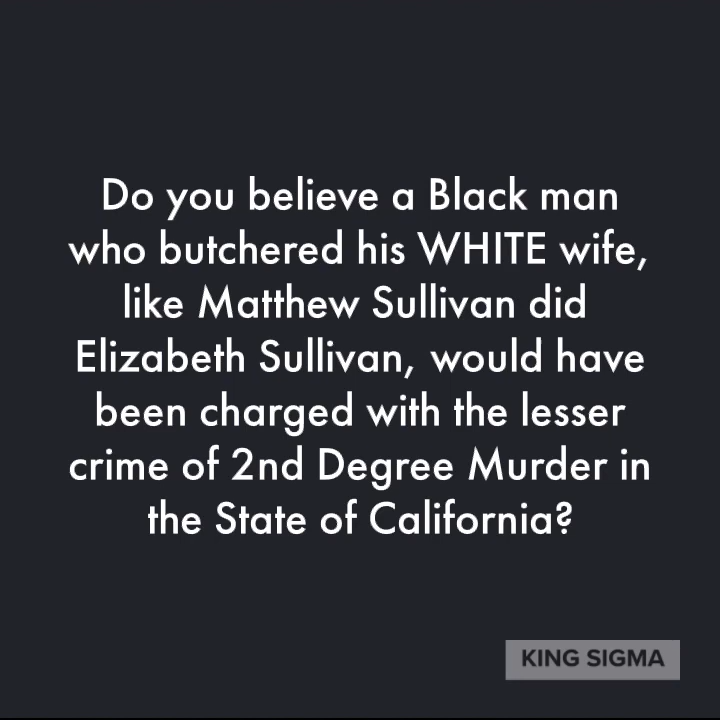 Do you believe a Black man
who butchered his WHITE wife,
like Matthew Sullivan did
Elizabeth Sullivan, would have
been charged with the lesser
crime of 2nd Degree Murder in
the State of California?
KING SIGMA